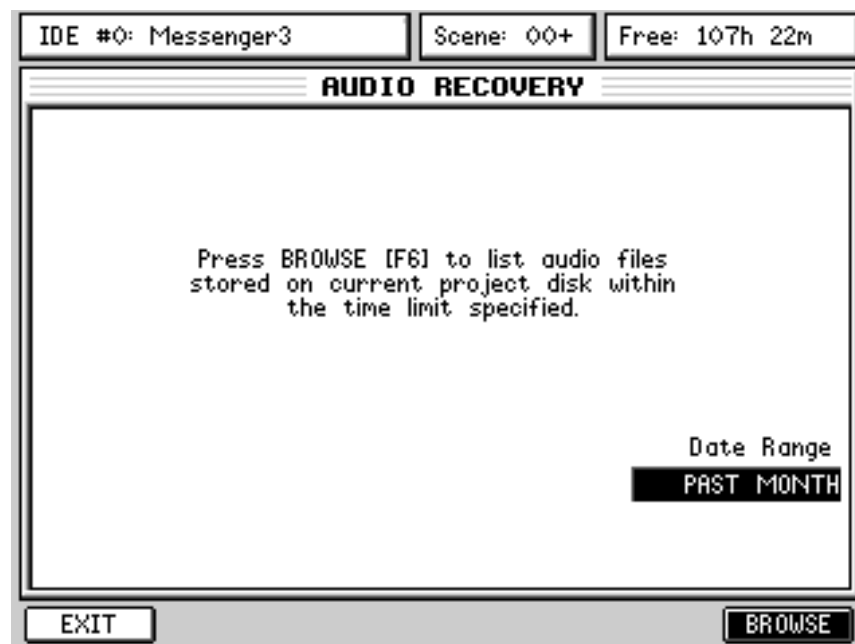 IDE #0: Messenger3
Scene: 00+
Free: 107h 22m
AUDIO RECOVERY
Press BROWSE [F6] to list audio files
stored on current project disk within
the time limit specified.
Date Range
PAST MONTH
EXIT
BROWSE